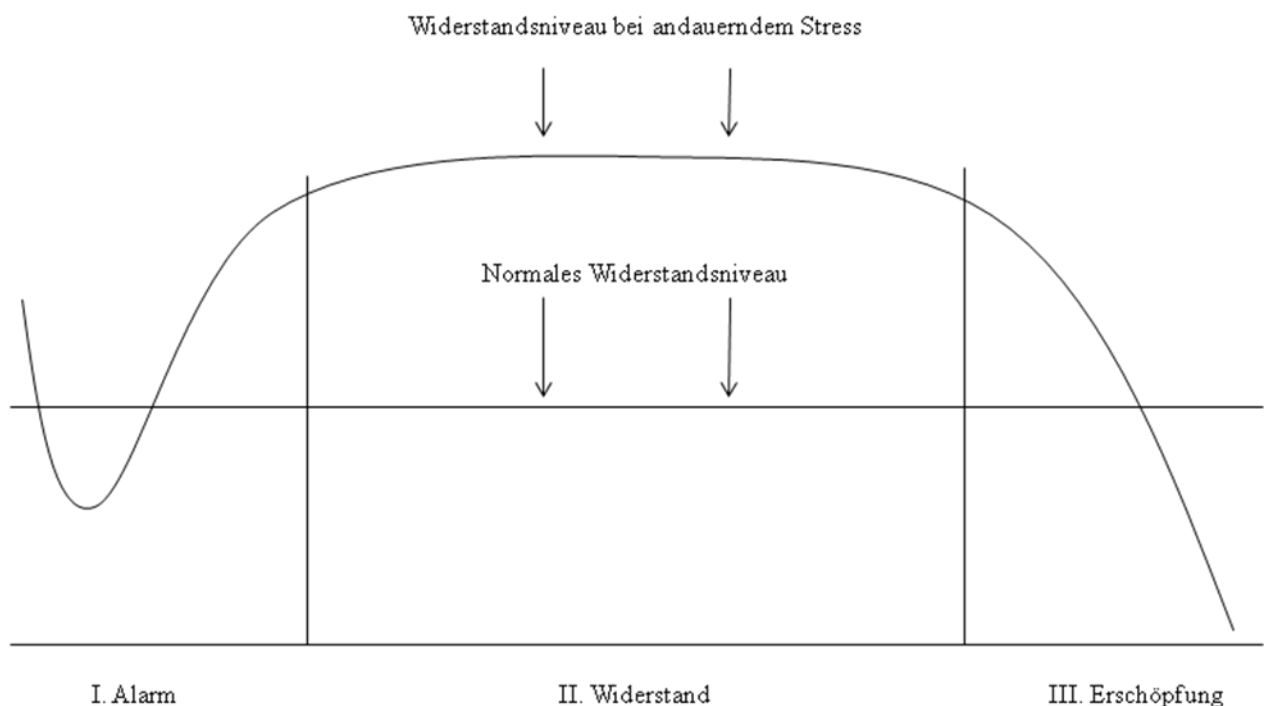 Widerstandsniveau bei andauerndem Stress
Normales Widerstandsniveau
I. Alarm
II. Widerstand
III. Erschöpfung